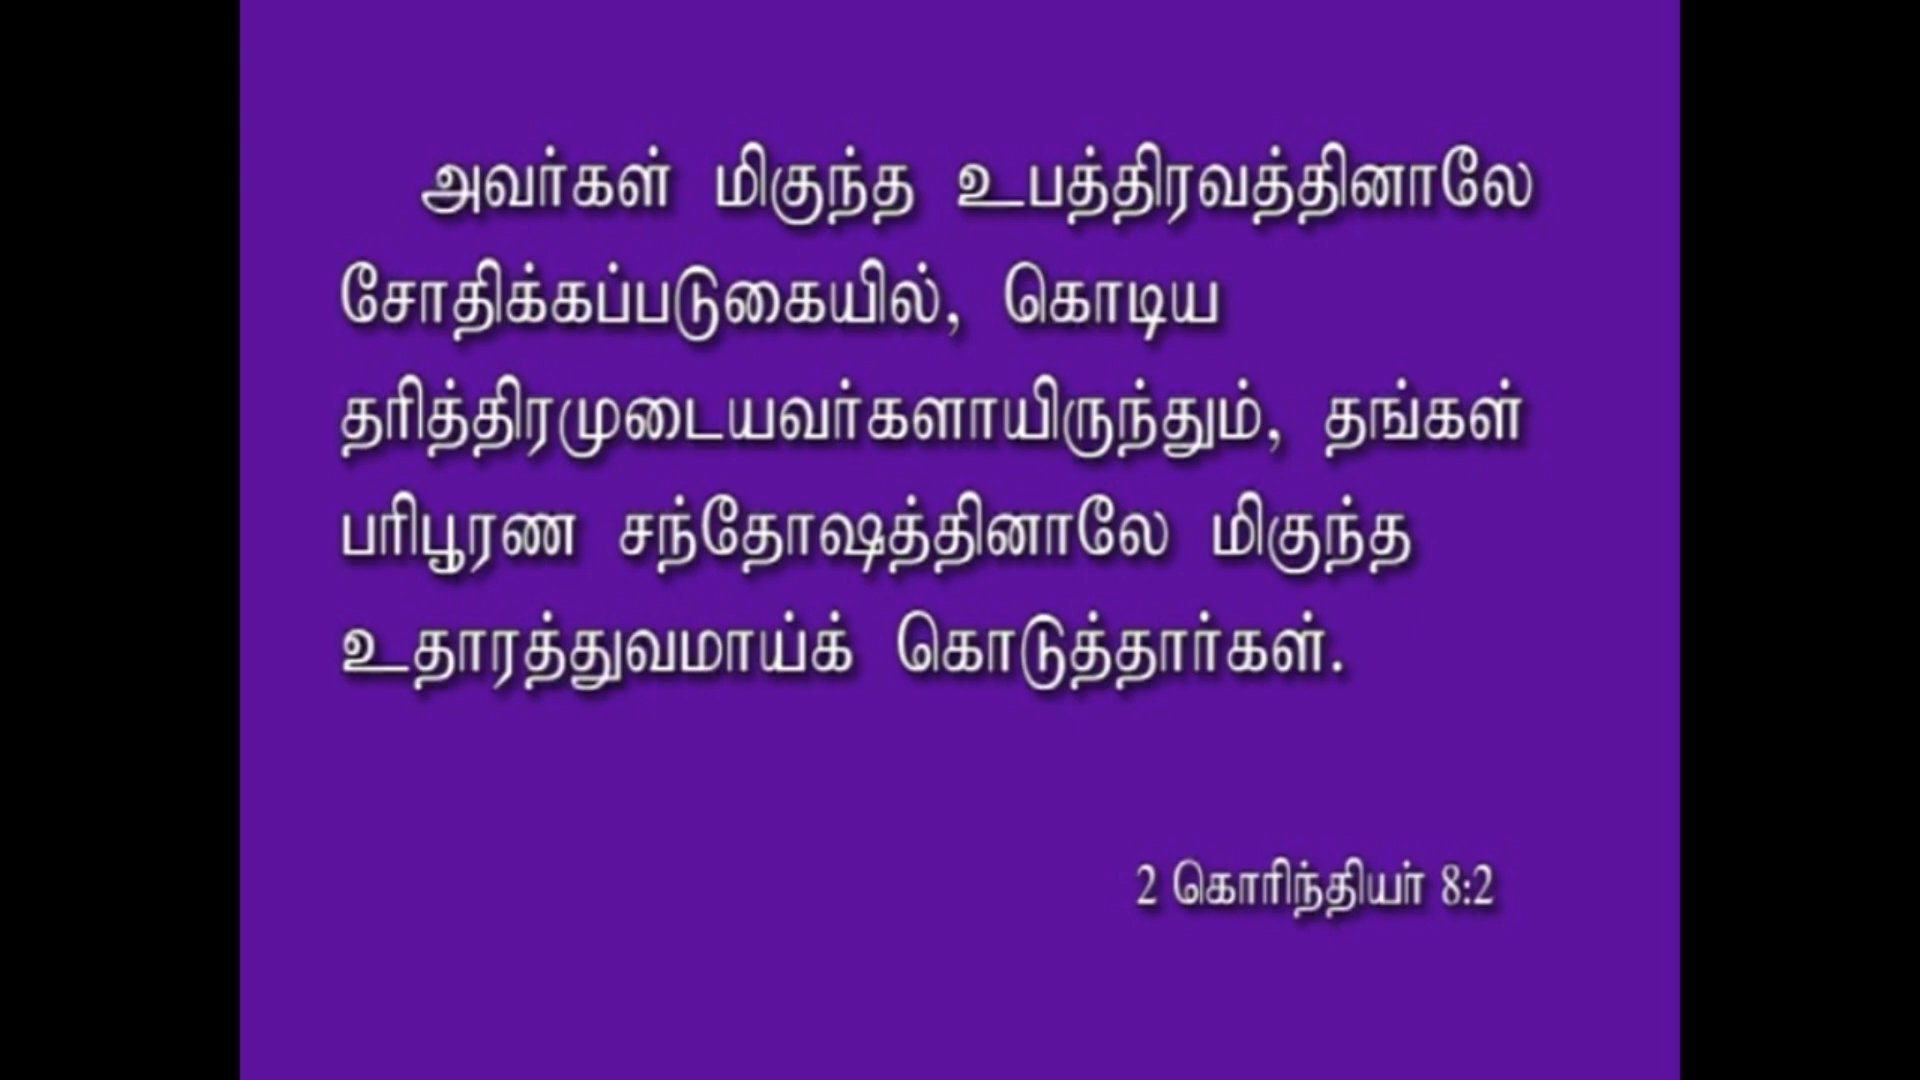 அவர்கள் மிகுந்த உபத்திரவத்தினாலே
சோதிக்கப்படுகையில், கொடிய
தரித்திரமுடையவர்களாயிருந்தும், தங்கள்
பரிபூரண சந்தோஷத்தினாலே மிகுந்த
உதாரத்துவமாய்க் கொடுத்தார்கள்.
2 கொரிந்தியர் 8:2